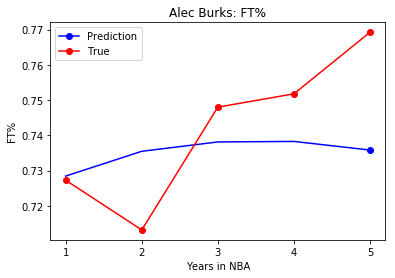 Alec Burks: FT%
Prediction
True
FT%
0.77
0.76
0.75
0.74
0.73
0.72
1 2 3 4 5
Years in NBA